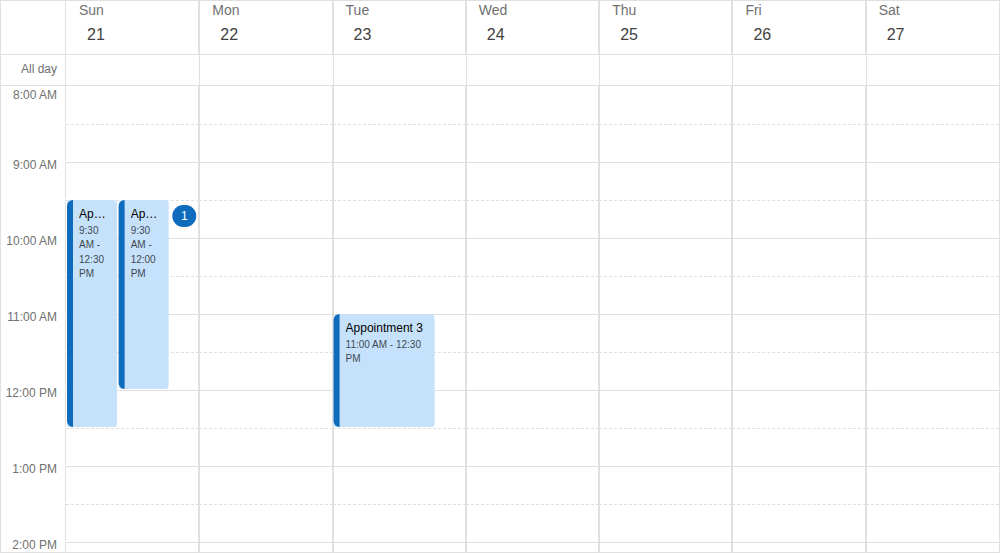 Sun Mon Tue Wed Thu Fri Sat
21 22 23 24 25 26 27
All day
8:00 AM
9:00 AM
Ap...
9:30
AM -
12:30
PM
Ap...
9:30
AM -
12:00
PM
1
10:00 AM
11:00 AM
Appointment 3
11:00 AM - 12:30
PM
12:00 PM
1:00 PM
2:00 PM